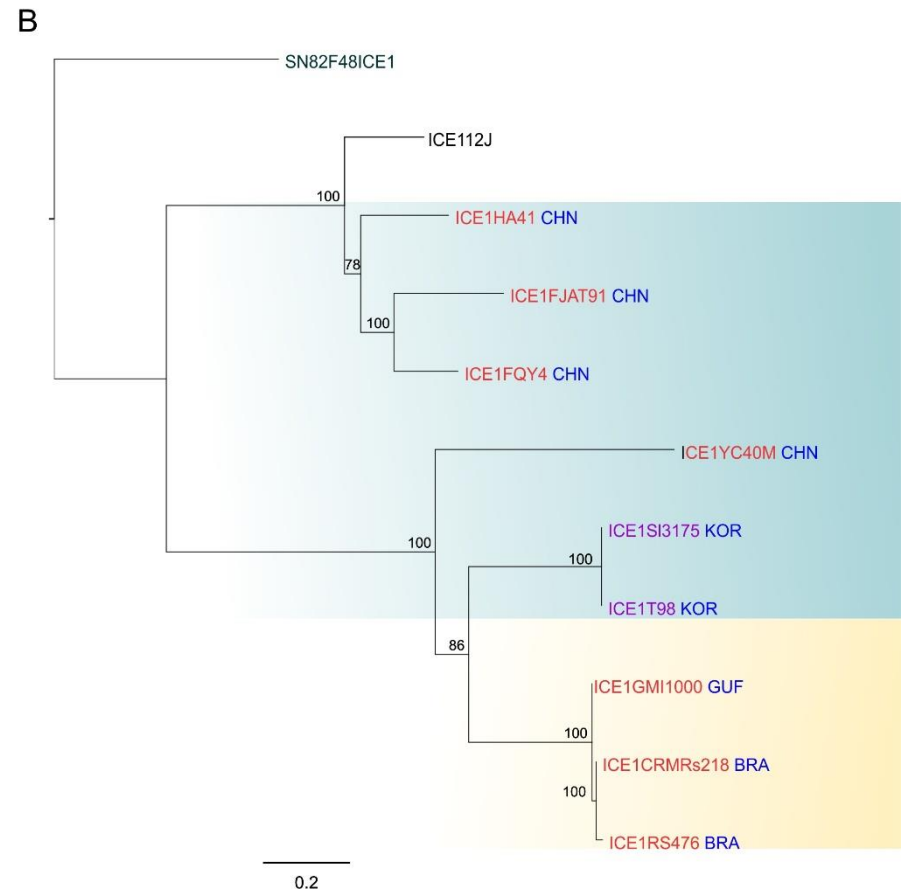 B
SN82F48ICE1
ICE112J
100
ICE1HA41 CHN
78
ICE1FJAT91 CHN
100
ICE1FQY4 CHN
ICE1YC40M CHN
ICE1SI3175 KOR
100
100
ICE1T98 KOR
86
ICE1GMI1000 GUF
100
ICE1CRMRs218 BRA
100
ICE1RS476 BRA
0.2